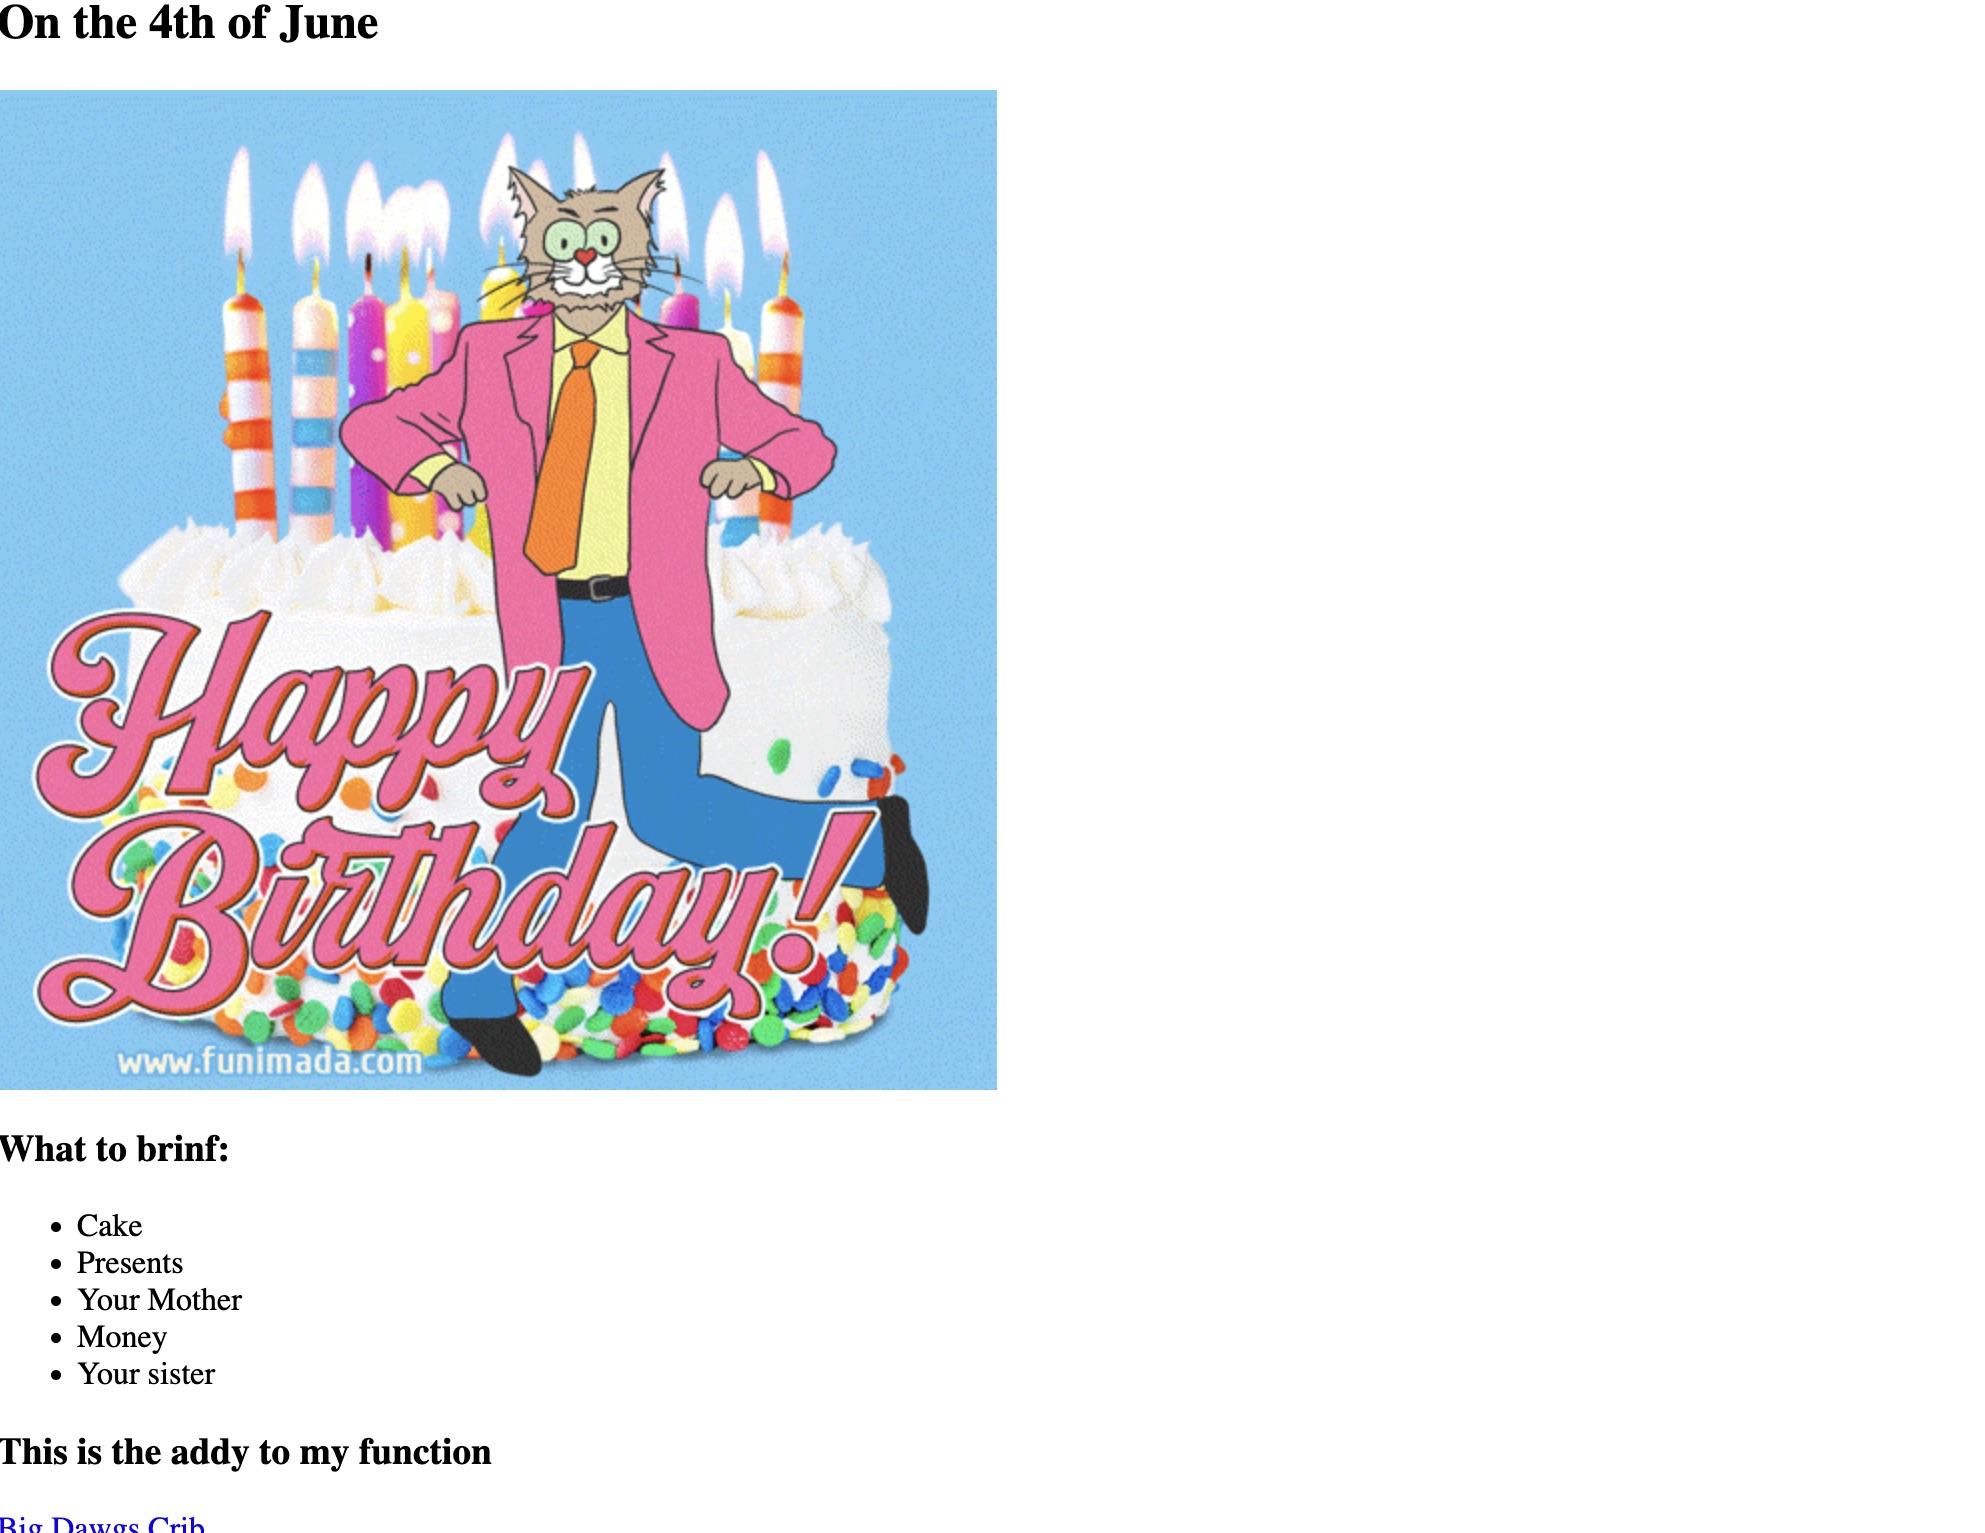 On the 4th of June
Happy
Birthday!
www.funimada.com
What to brinf:
Cake
Presents
Your Mother
Money
Your sister
This is the addy to my function
Big Dawgs Crib